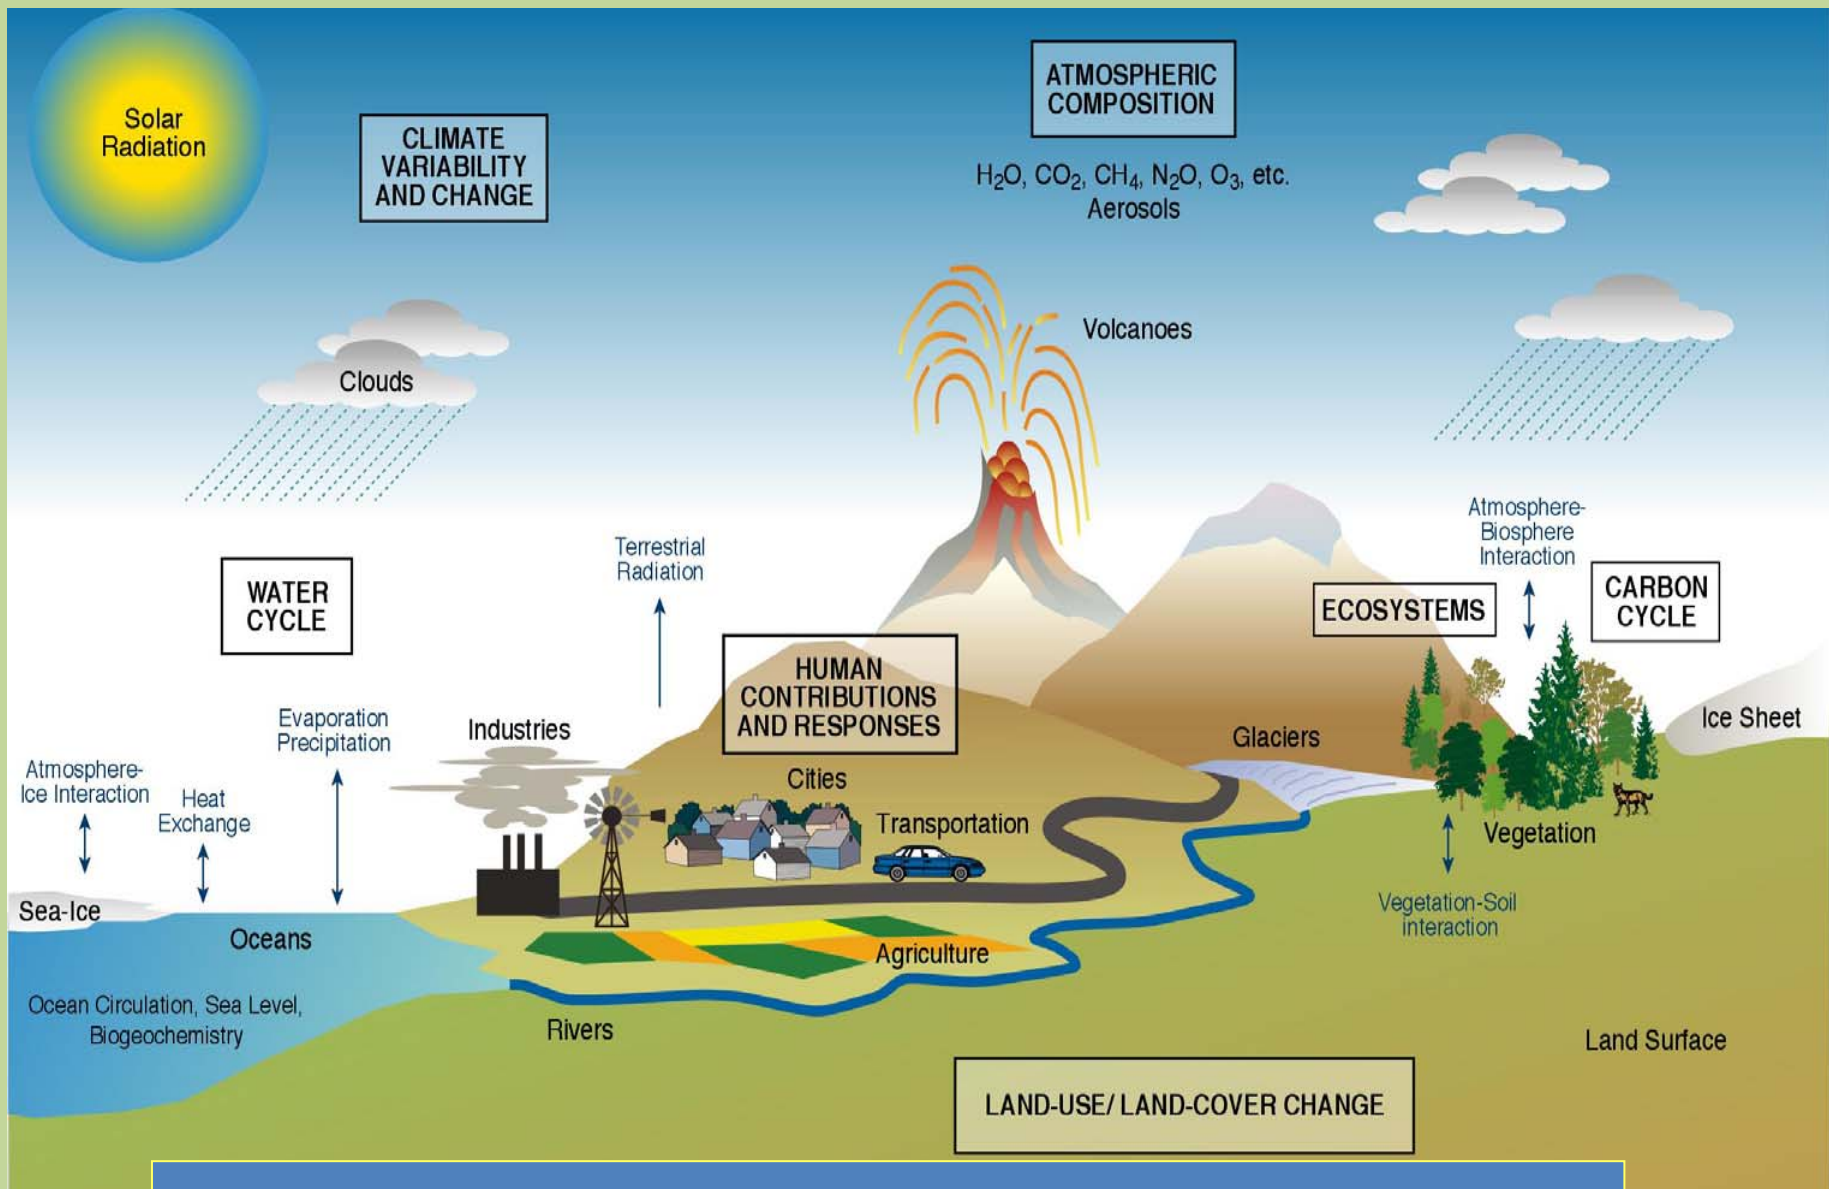 Solar
Radiation
CLIMATE
VARIABILITY
AND CHANGE
ATMOSPHERIC
COMPOSITION
H₂O, CO₂, CH₄, N₂O, O₃, etc.
Aerosols
Volcanoes
Clouds
Terrestrial
Radiation
Atmosphere-
Biosphere
Interaction
WATER
CYCLE
ECOSYSTEMS
CARBON
CYCLE
HUMAN
CONTRIBUTIONS
AND RESPONSES
Evaporation
Precipitation
Industries
Ice Sheet
Glaciers
Atmosphere-
Ice Interaction
Heat
Exchange
Cities
Transportation
Vegetation
Sea-Ice
Oceans
Agriculture
Vegetation-Soil
interaction
Ocean Circulation, Sea Level,
Biogeochemistry
Rivers
Land Surface
LAND-USE/ LAND-COVER CHANGE